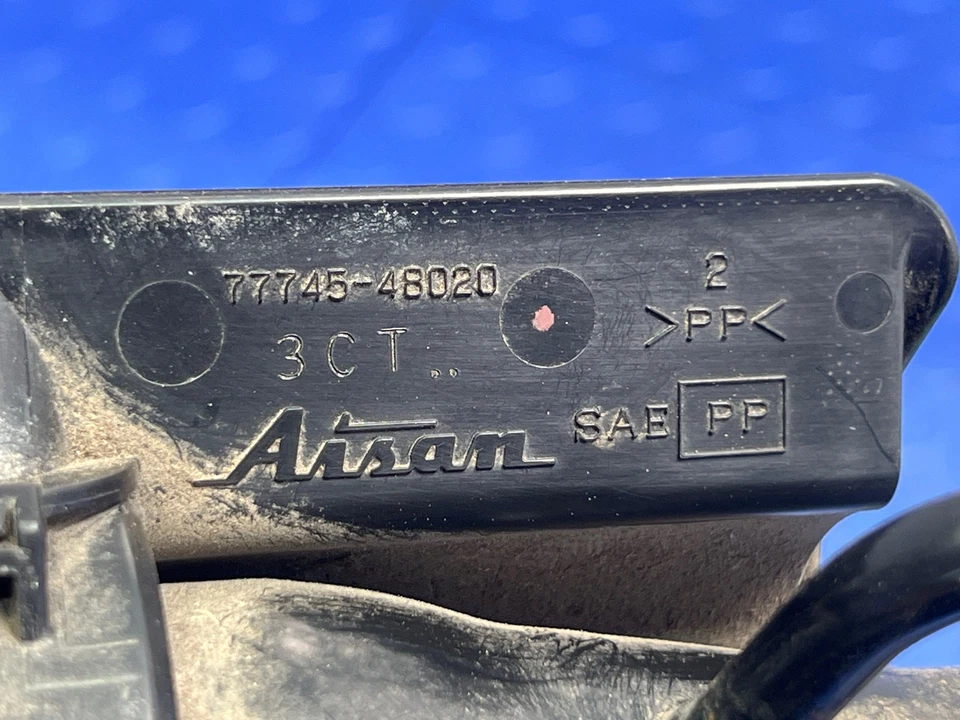 77745-48020
3CT..
Aisan
2
>PP<
SAE PP